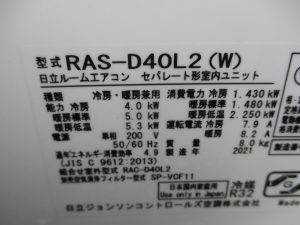 型式 RAS-D40L2 (W)
日立ルームエアコン セパレート形室内ユニット
種類 冷房・暖房兼用 消費電力 冷房 1.430 kW
能力 冷房 4.0 kW 暖房標準 1.480 kW
暖房標準 5.0 kW 暖房低温 2.250 kW
暖房低温 5.3 kW 運転電流 冷房 7.9 A
電源 単相 200 V 暖房 8.2 A
50/60 Hz 質量 8.0 kg
通年エネルギー消費効率 4.9 2021
(JIS C 9612:2013)
組合せ室外型式 RAC-D40L2
別売空気清浄フィルター型式 SP-VCF11
日本国内家庭用
Use only in Japan
冷媒
R32
日立ジョンソンコントロールズ空調株式会社
Made